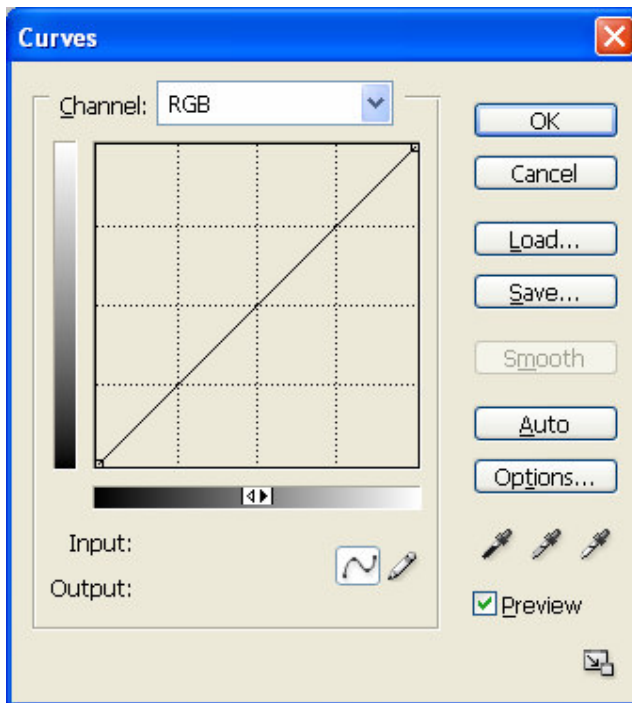 Curves
Channel: RGB
OK
Cancel
Load...
Save...
Smooth
Auto
Options...
Input:
Output:
Preview